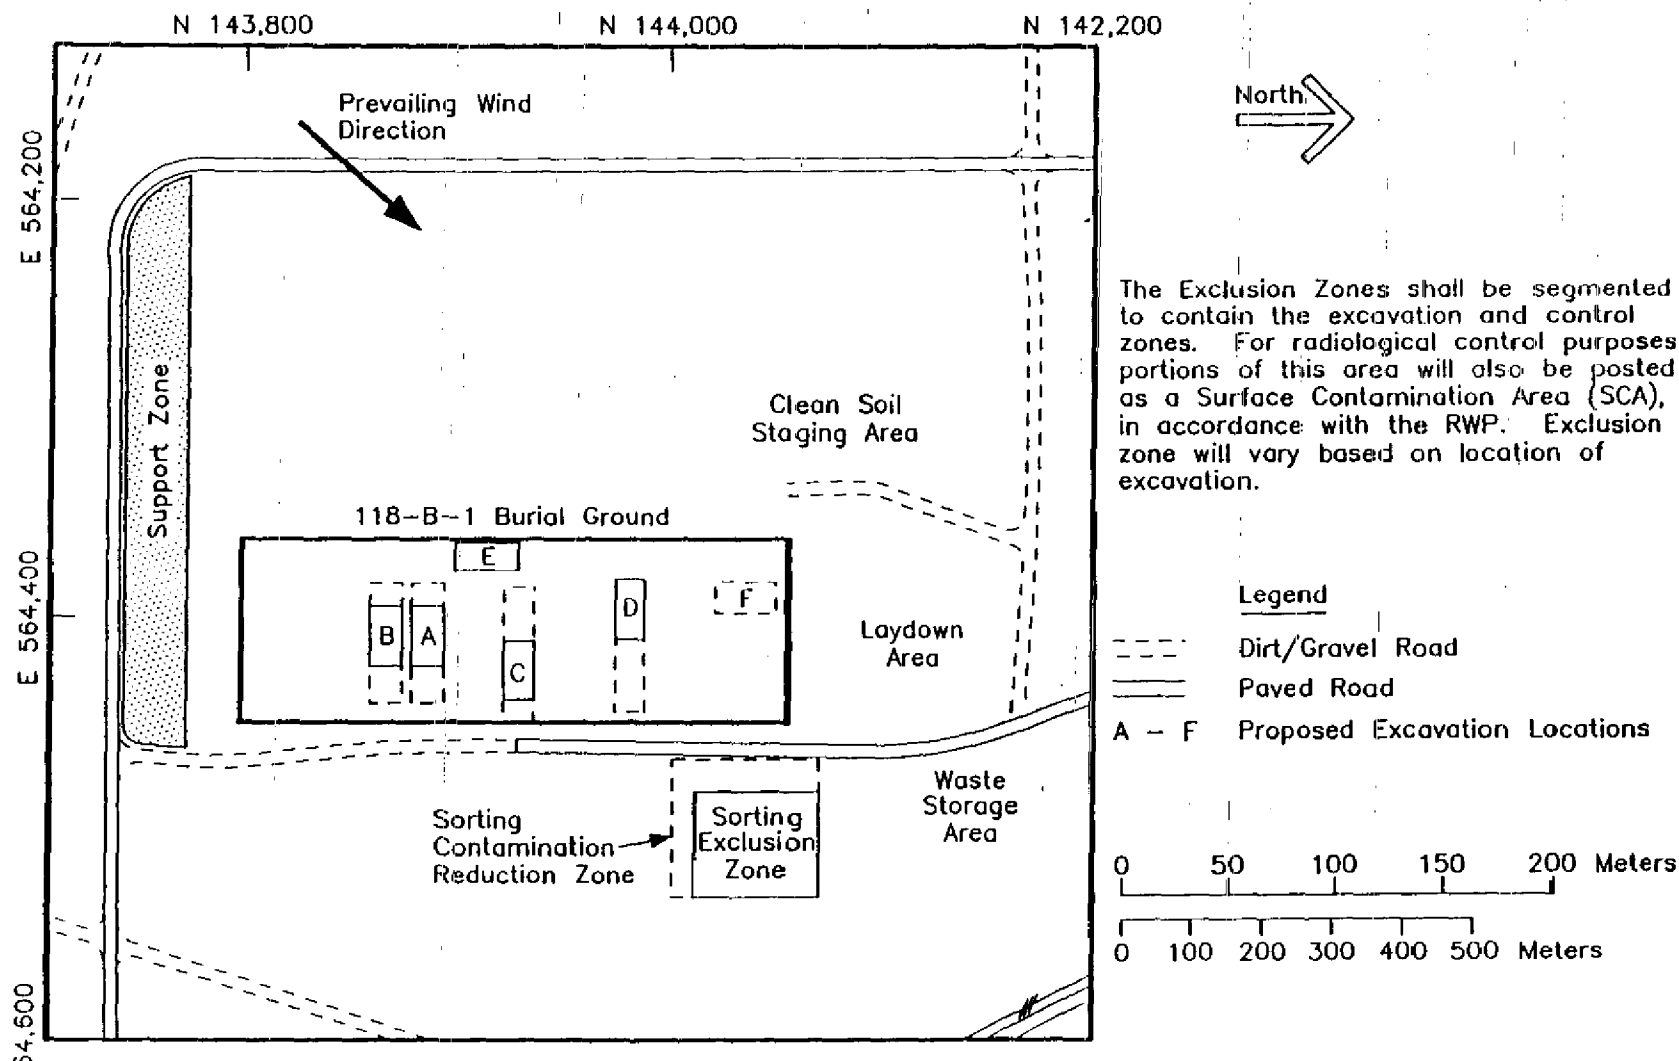 N 143,800
N 144,000
N 142,200
Prevailing Wind
Direction
North
E 564,200
Support Zone
The Exclusion Zones shall be segmented
to contain the excavation and control
zones. For radiological control purposes
portions of this area will also be posted
as a Surface Contamination Area (SCA),
in accordance with the RWP. Exclusion
zone will vary based on location of
excavation.
Clean Soil
Staging Area
118-B-1 Burial Ground
E
B
A
C
D
F
E 564,400
Laydown
Area
Legend
Dirt/Gravel Road
Paved Road
A - F Proposed Excavation Locations
Sorting
Contamination
Reduction Zone
Sorting
Exclusion
Zone
Waste
Storage
Area
0 50 100 150 200 Meters
0 100 200 300 400 500 Meters
64,600